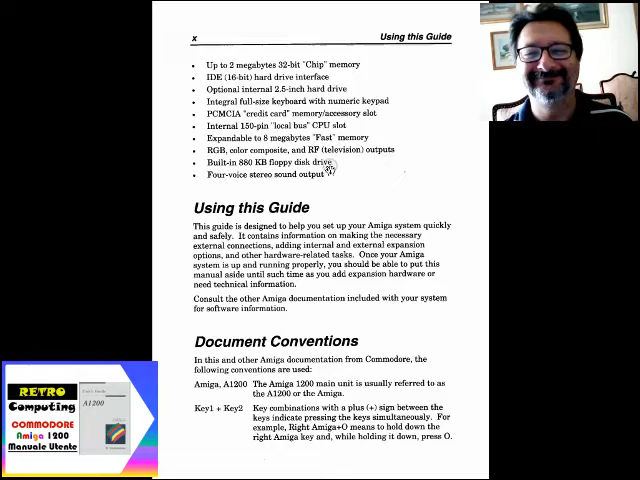 x Using this Guide
• Up to 2 megabytes 32-bit "Chip" memory
• IDE (16-bit) hard drive interface
• Optional internal 2.5-inch hard drive
• Integral full-size keyboard with numeric keypad
• PCMCIA "credit card" memory/accessory slot
• Internal 150-pin "local bus" CPU slot
• Expandable to 8 megabytes "Fast" memory
• RGB, color composite, and RF (television) outputs
• Built-in 880 KB floppy disk drive
• Four-voice stereo sound output
Using this Guide
This guide is designed to help you set up your Amiga system quickly
and safely. It contains information on making the necessary
external connections, adding internal and external expansion
options, and other hardware-related tasks. Once your Amiga
system is up and running properly, you should be able to put this
manual aside until such time as you add expansion hardware or
need technical information.
Consult the other Amiga documentation included with your system
for software information.
Document Conventions
In this and other Amiga documentation from Commodore, the
following conventions are used:
Amiga, A1200 The Amiga 1200 main unit is usually referred to as
the A1200 or the Amiga.
Key1 + Key2 Key combinations with a plus (+) sign between the
keys indicate pressing the keys simultaneously. For
example, Right Amiga+O means to hold down the
right Amiga key and, while holding it down, press O.
RETRO
Computing
COMMODORE
Amiga 1200
Manuale Utente
A1200